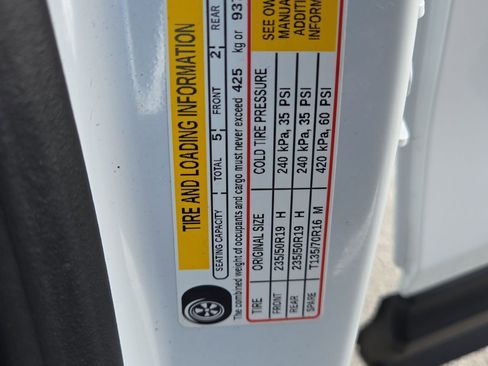 TIRE AND LOADING INFORMATION
SEATING CAPACITY TOTAL 5 FRONT 2 REAR
The combined weight of occupants and cargo must never exceed 425 kg or 937
TIRE ORIGINAL SIZE COLD TIRE PRESSURE
FRONT 235/50R19 H 240 kPa, 35 PSI
REAR 235/50R19 H 240 kPa, 35 PSI
SPARE T135/70R16 M 420 kPa, 60 PSI
SEE OW
MANUA
ADDITI
INFORM